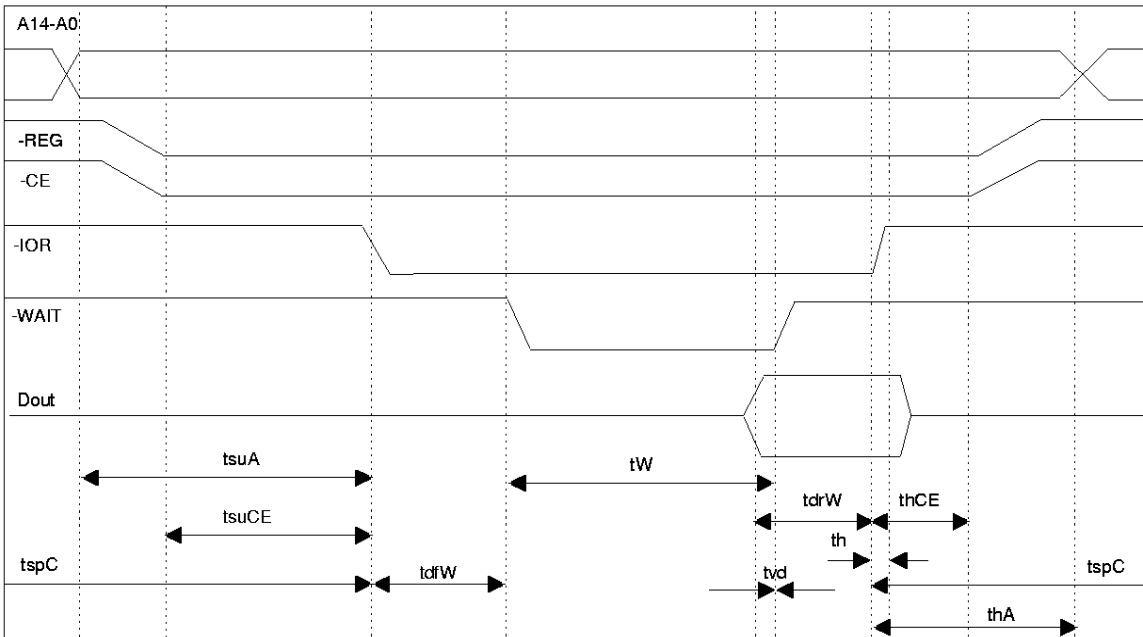 A14-A0
-REG
-CE
-IOR
-WAIT
Dout
tsuA
tW
tsuCE
tdrW
thCE
th
tspC
tdfW
tvd
tspC
thA